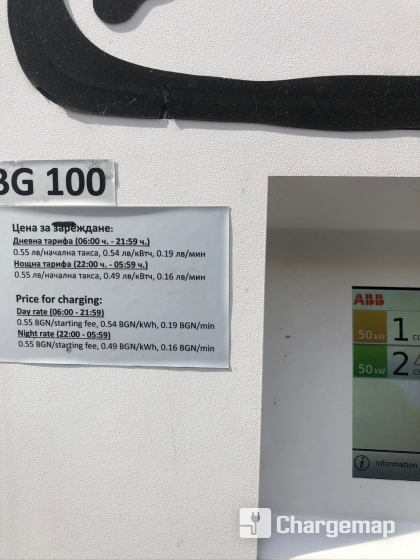 BG 100
Цена за зареждане:
Дневна тарифа (06:00 ч. - 21:59 ч.)
0.55 лв/начална такса, 0.54 лв/кВтч, 0.19 лв/мин
Нощна тарифа (22:00 ч. - 05:59 ч.)
0.55 лв/начална такса, 0.49 лв/кВтч, 0.16 лв/мин
Price for charging:
Day rate (06:00 - 21:59)
0.55 BGN/starting fee, 0.54 BGN/kWh, 0.19 BGN/min
Night rate (22:00 - 05:59)
0.55 BGN/starting fee, 0.49 BGN/kWh, 0.16 BGN/min
ABB
50 kW 1
50 kW 2
i Information
Chargemap